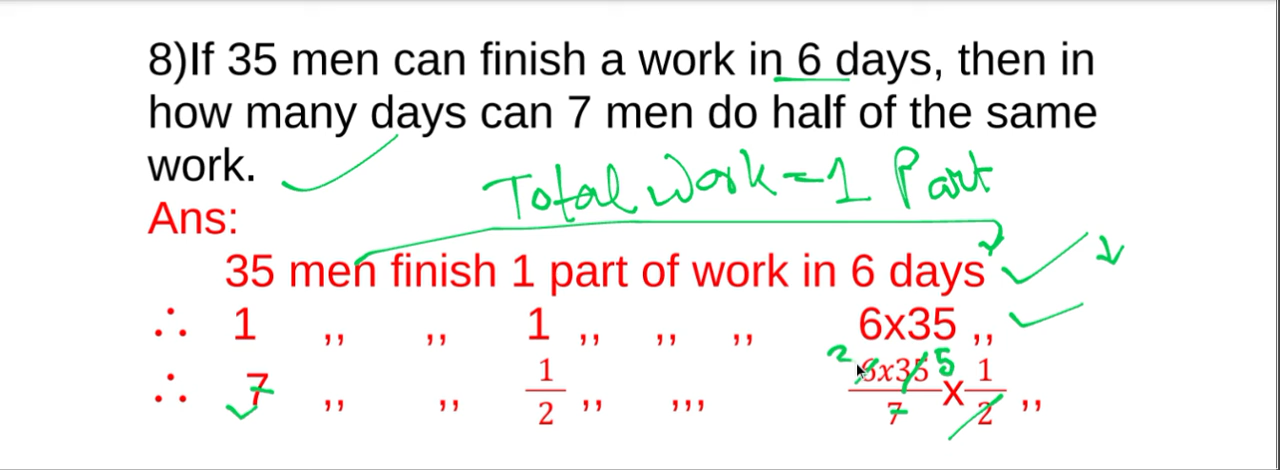 8)If 35 men can finish a work in 6 days, then in
how many days can 7 men do half of the same
work.
Total Work = 1 Part
Ans:
35 men finish 1 part of work in 6 days
∴ 1 ,, ,, 1 ,, ,, ,, 6x35 ,,
∴ 7 ,, ,, 1/2 ,, ,,, 6x35/7 x 1/2 ,,
2 5